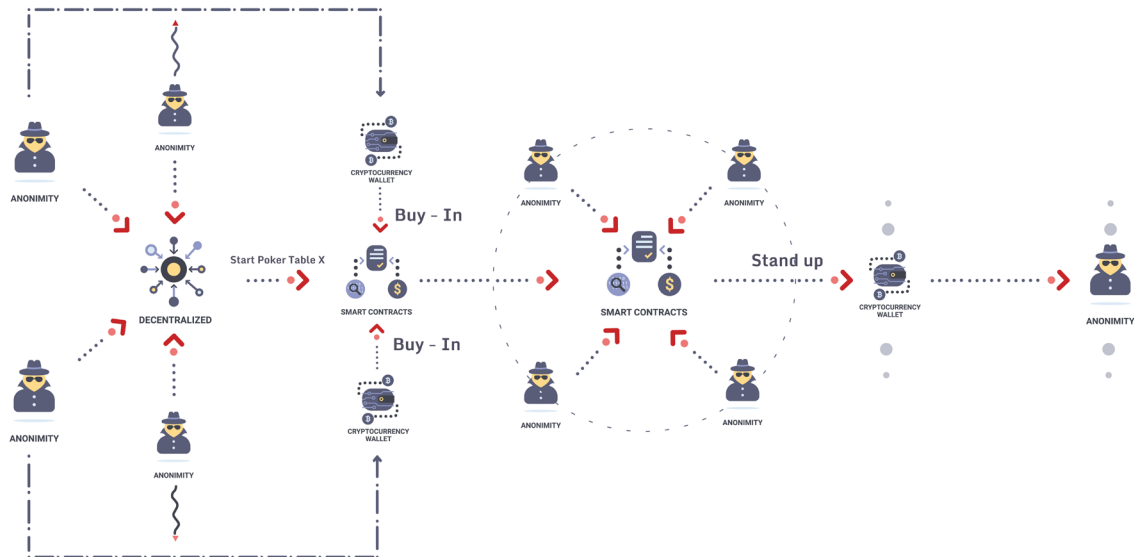 ANONIMITY
ANONIMITY
CRYPTOCURRENCY
WALLET
ANONIMITY
ANONIMITY
Buy - In
Start Poker Table X
Stand up
DECENTRALIZED
SMART CONTRACTS
SMART CONTRACTS
CRYPTOCURRENCY
WALLET
ANONIMITY
Buy - In
ANONIMITY
ANONIMITY
CRYPTOCURRENCY
WALLET
ANONIMITY
ANONIMITY